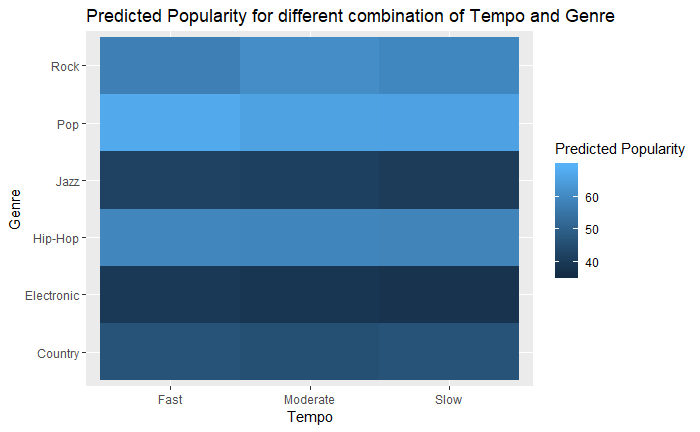 Predicted Popularity for different combination of Tempo and Genre
Genre
Rock
Pop
Jazz
Hip-Hop
Electronic
Country
Fast Moderate Slow
Tempo
Predicted Popularity
60
50
40